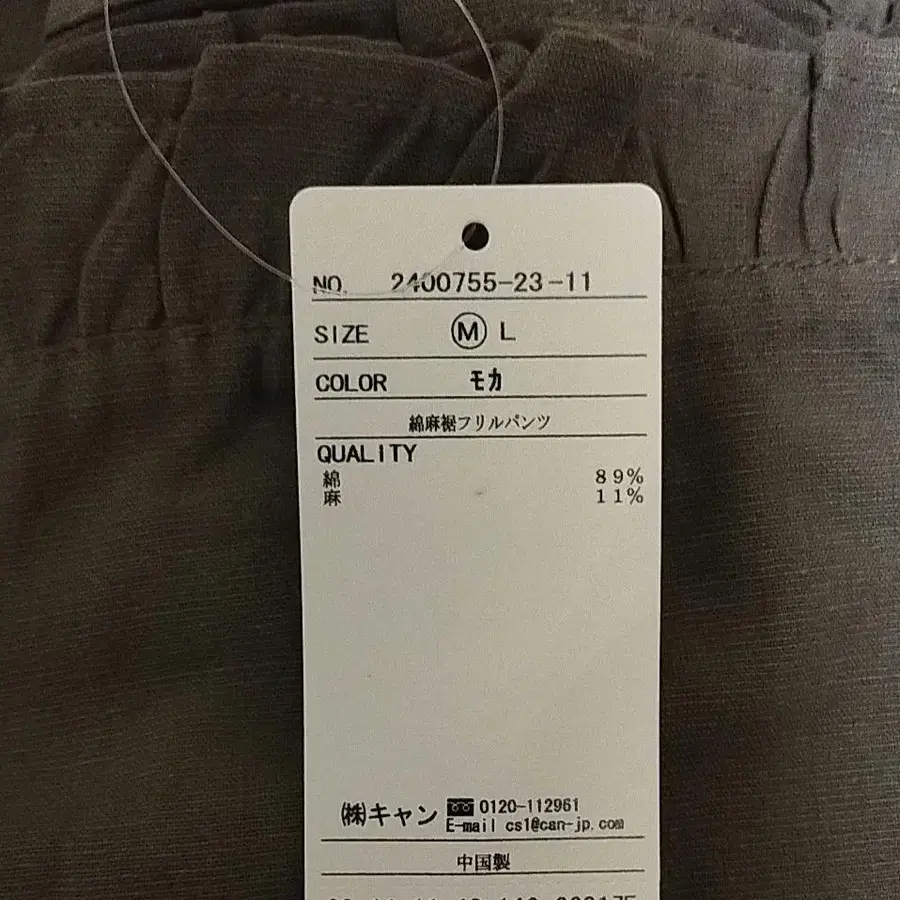 NO. 2400755-23-11
SIZE Ⓜ L
COLOR モカ
綿麻裾フリルパンツ
QUALITY
綿 89%
麻 11%
㈱キャン 0120-112961
E-mail cs1@can-jp.com
中国製